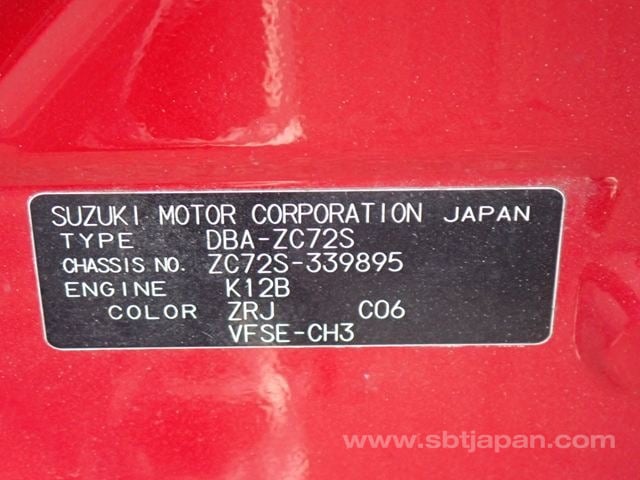 SUZUKI MOTOR CORPORATION JAPAN
TYPE DBA-ZC72S
CHASSIS NO. ZC72S-339895
ENGINE K12B
COLOR ZRJ C06
VFSE-CH3
www.sbtjapan.com